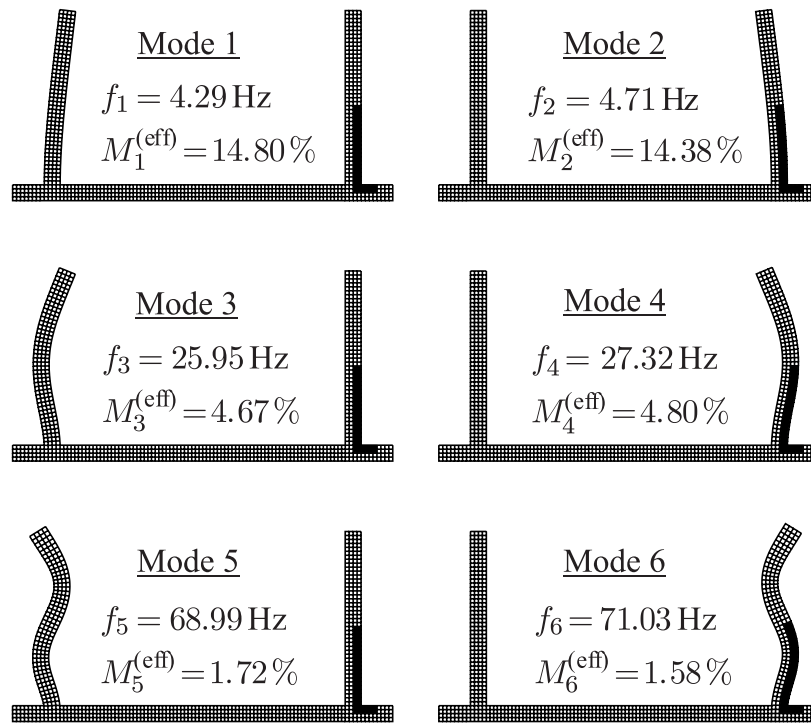 Mode 1
f₁ = 4.29 Hz
M₁^(eff) = 14.80 %
Mode 2
f₂ = 4.71 Hz
M₂^(eff) = 14.38 %
Mode 3
f₃ = 25.95 Hz
M₃^(eff) = 4.67 %
Mode 4
f₄ = 27.32 Hz
M₄^(eff) = 4.80 %
Mode 5
f₅ = 68.99 Hz
M₅^(eff) = 1.72 %
Mode 6
f₆ = 71.03 Hz
M₆^(eff) = 1.58 %